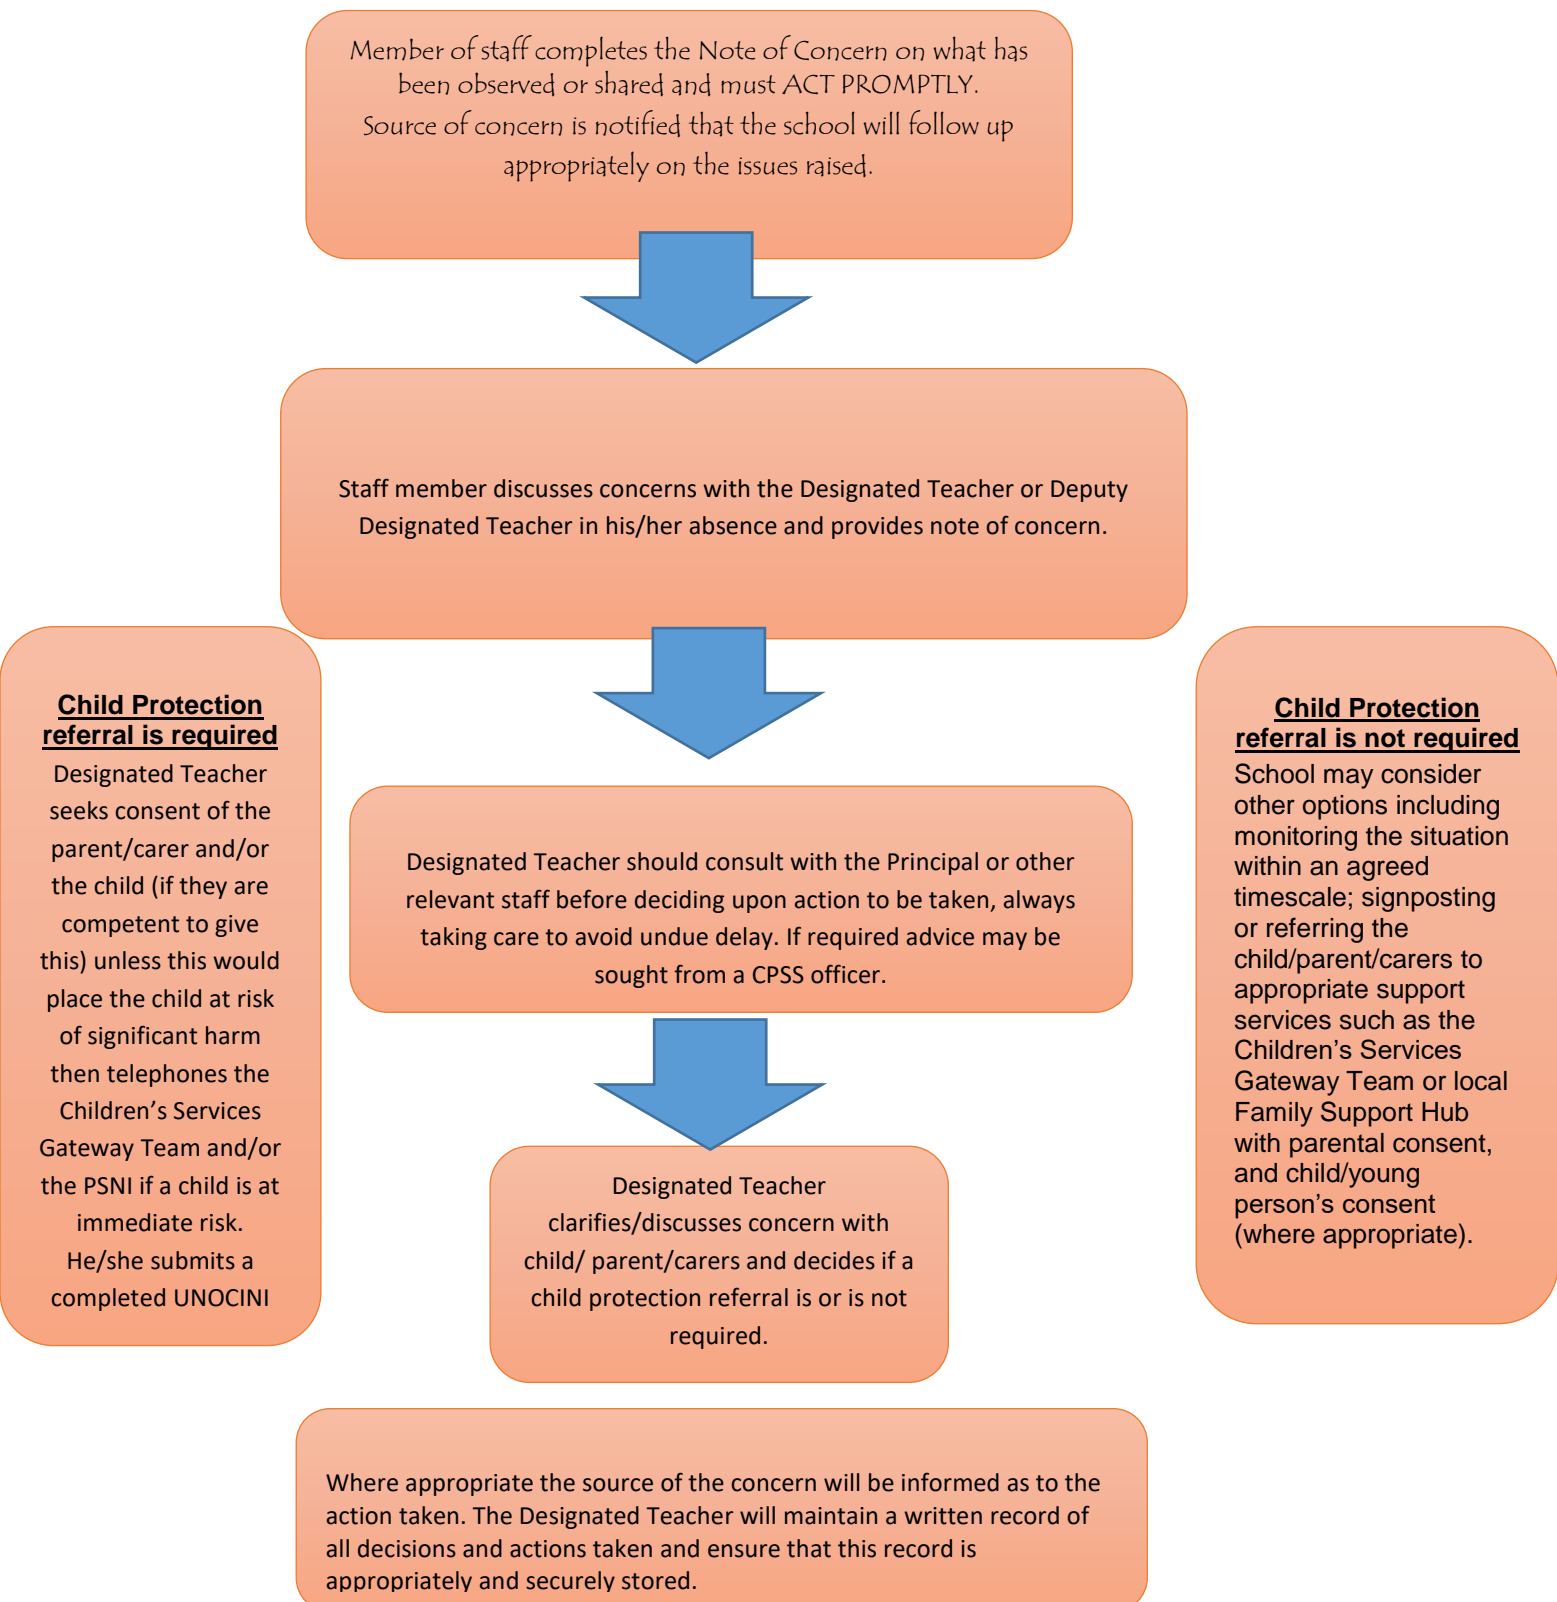 Member of staff completes the Note of Concern on what has
been observed or shared and must ACT PROMPTLY.
Source of concern is notified that the school will follow up
appropriately on the issues raised.
Staff member discusses concerns with the Designated Teacher or Deputy
Designated Teacher in his/her absence and provides note of concern.
Child Protection
referral is required
Designated Teacher
seeks consent of the
parent/carer and/or
the child (if they are
competent to give
this) unless this would
place the child at risk
of significant harm
then telephones the
Children’s Services
Gateway Team and/or
the PSNI if a child is at
immediate risk.
He/she submits a
completed UNOCINI
Designated Teacher should consult with the Principal or other
relevant staff before deciding upon action to be taken, always
taking care to avoid undue delay. If required advice may be
sought from a CPSS officer.
Designated Teacher
clarifies/discusses concern with
child/ parent/carers and decides if a
child protection referral is or is not
required.
Child Protection
referral is not required
School may consider
other options including
monitoring the situation
within an agreed
timescale; signposting
or referring the
child/parent/carers to
appropriate support
services such as the
Children’s Services
Gateway Team or local
Family Support Hub
with parental consent,
and child/young
person’s consent
(where appropriate).
Where appropriate the source of the concern will be informed as to the
action taken. The Designated Teacher will maintain a written record of
all decisions and actions taken and ensure that this record is
appropriately and securely stored.